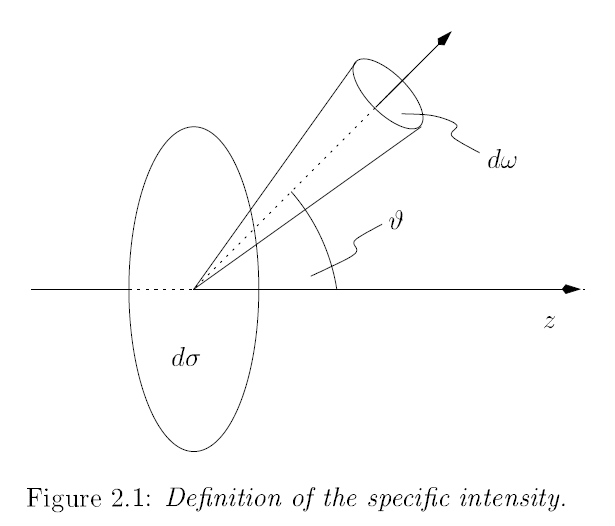 dω
ϑ
z
dσ
Figure 2.1: Definition of the specific intensity.